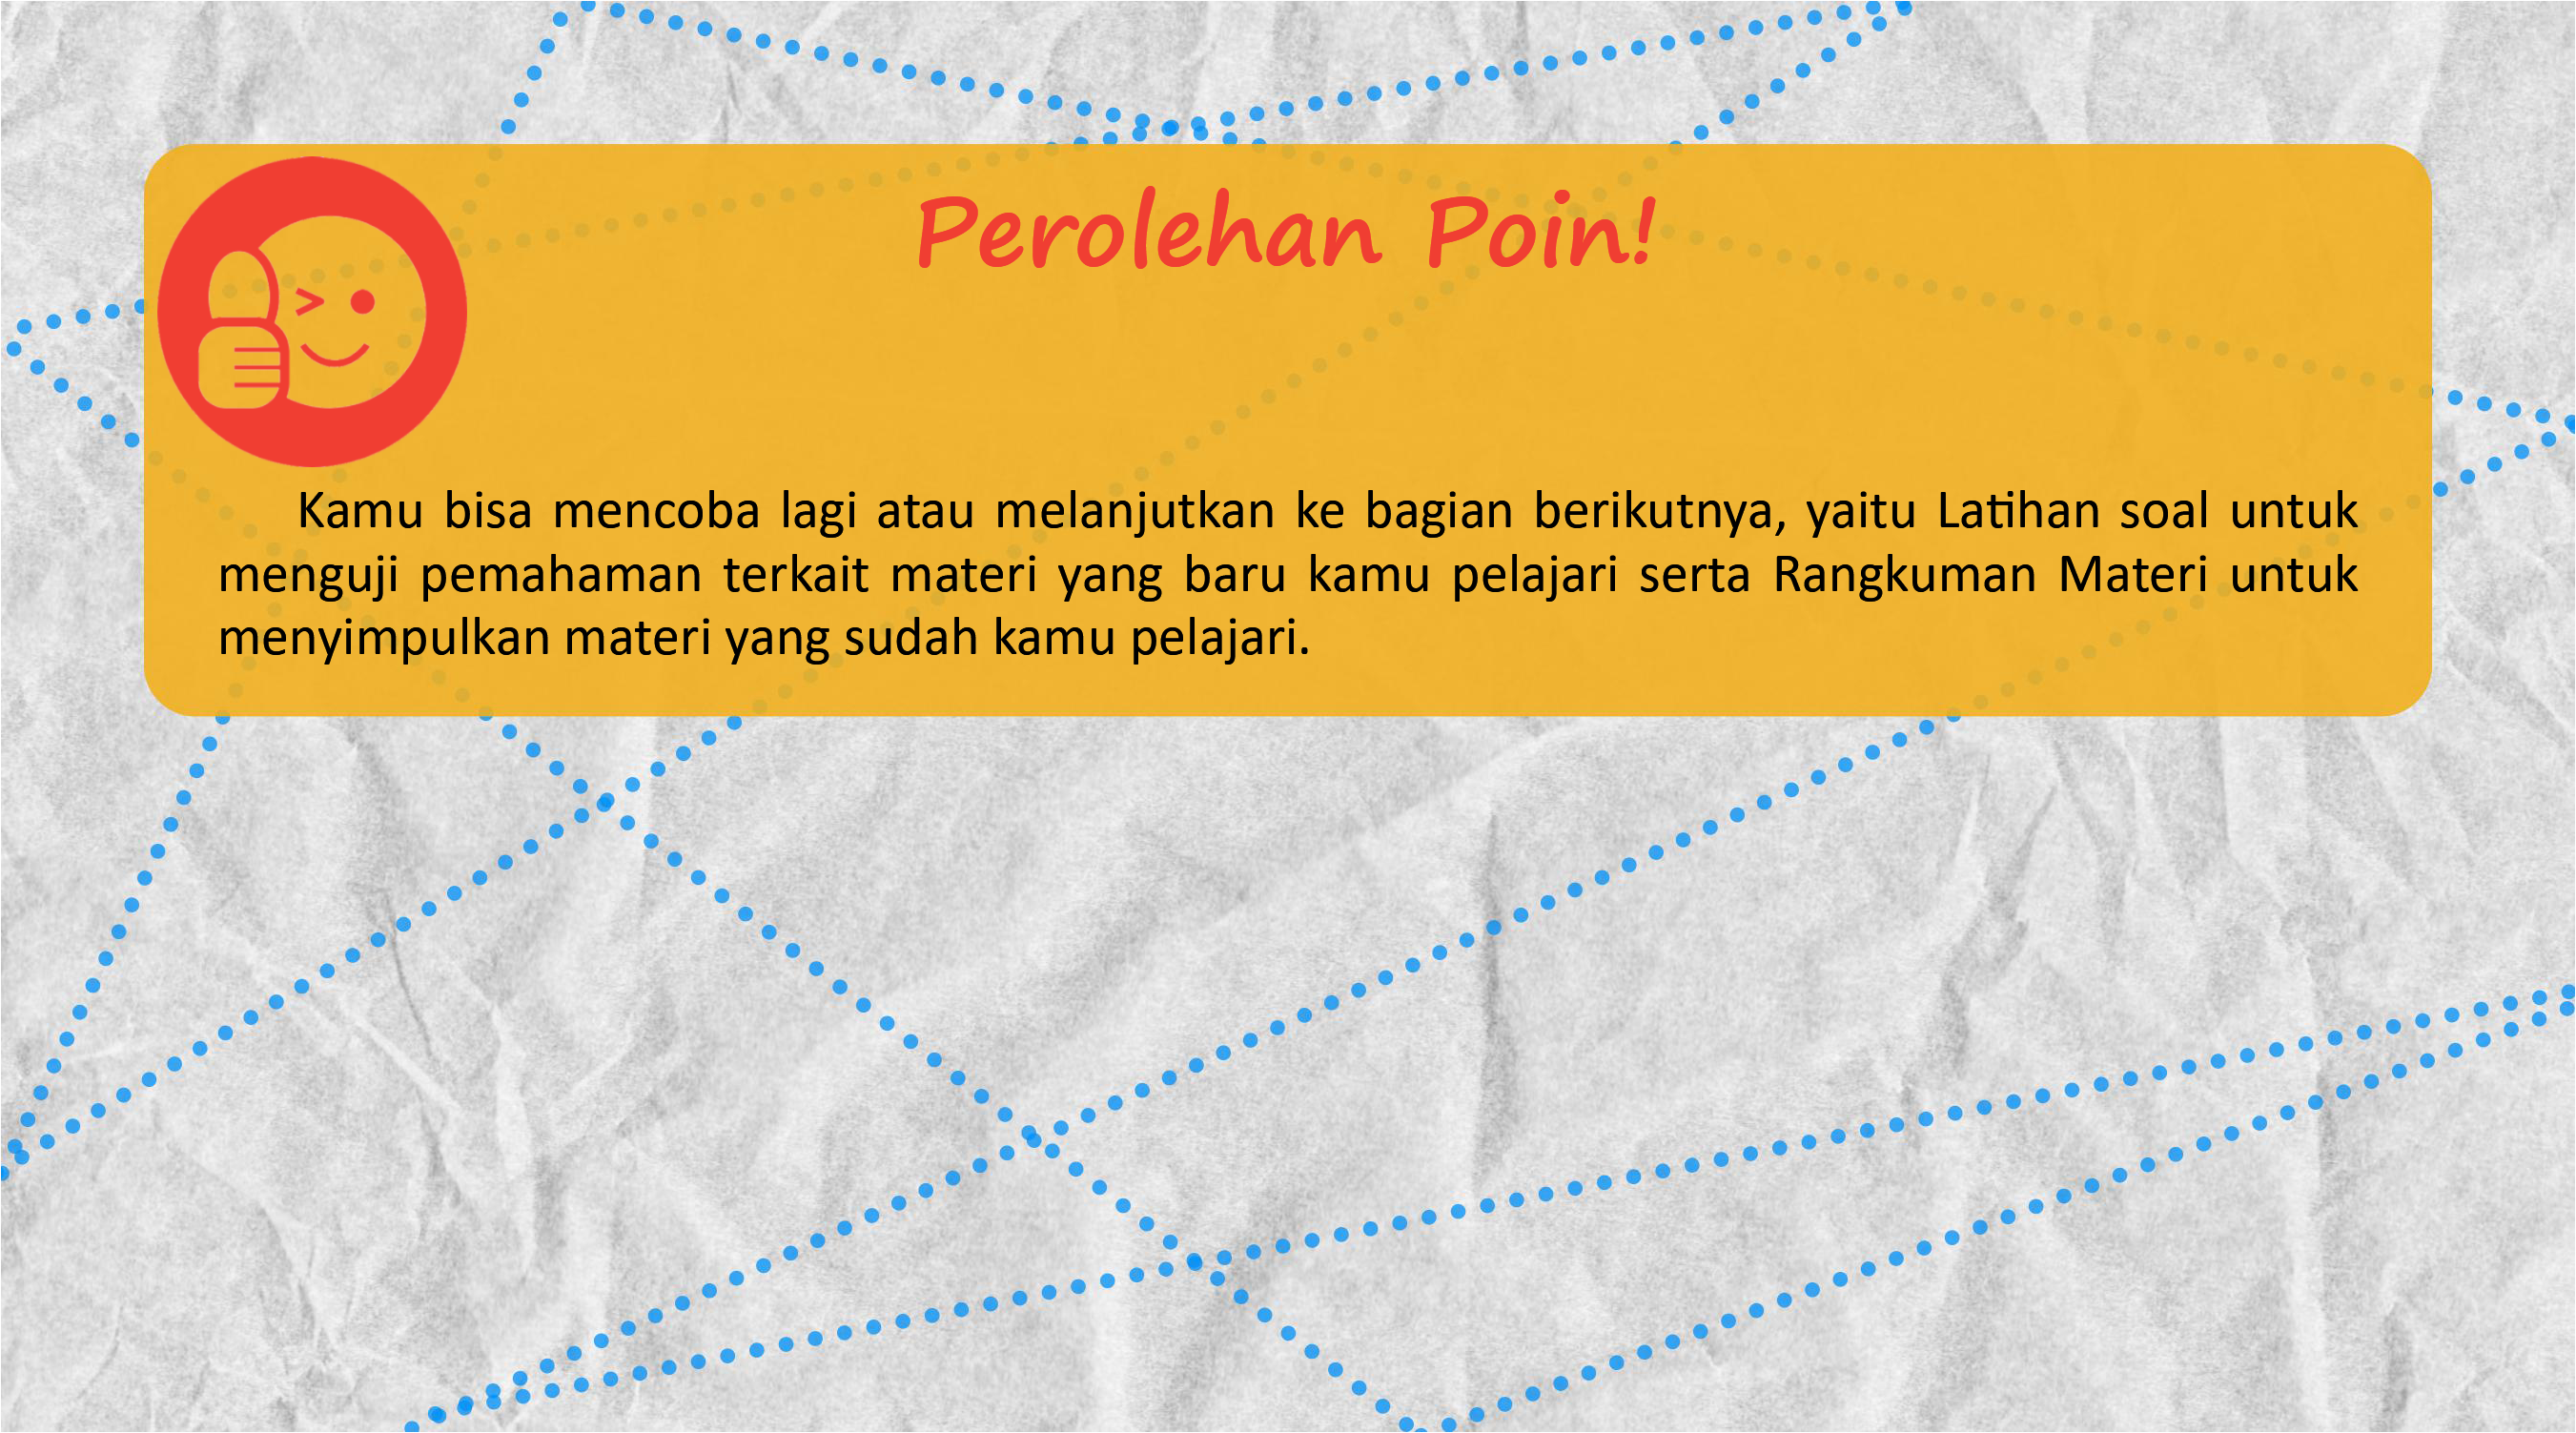 Perolehan Poin!
Kamu bisa mencoba lagi atau melanjutkan ke bagian berikutnya, yaitu Latihan soal untuk
menguji pemahaman terkait materi yang baru kamu pelajari serta Rangkuman Materi untuk
menyimpulkan materi yang sudah kamu pelajari.